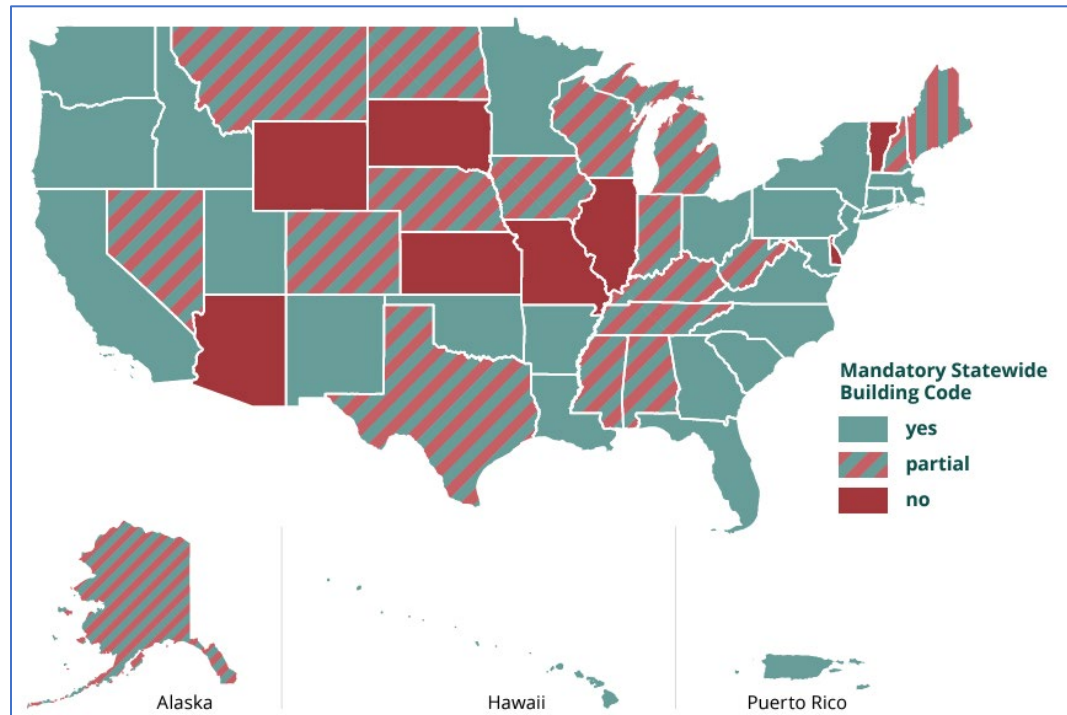 Mandatory Statewide
Building Code
yes
partial
no
Alaska
Hawaii
Puerto Rico